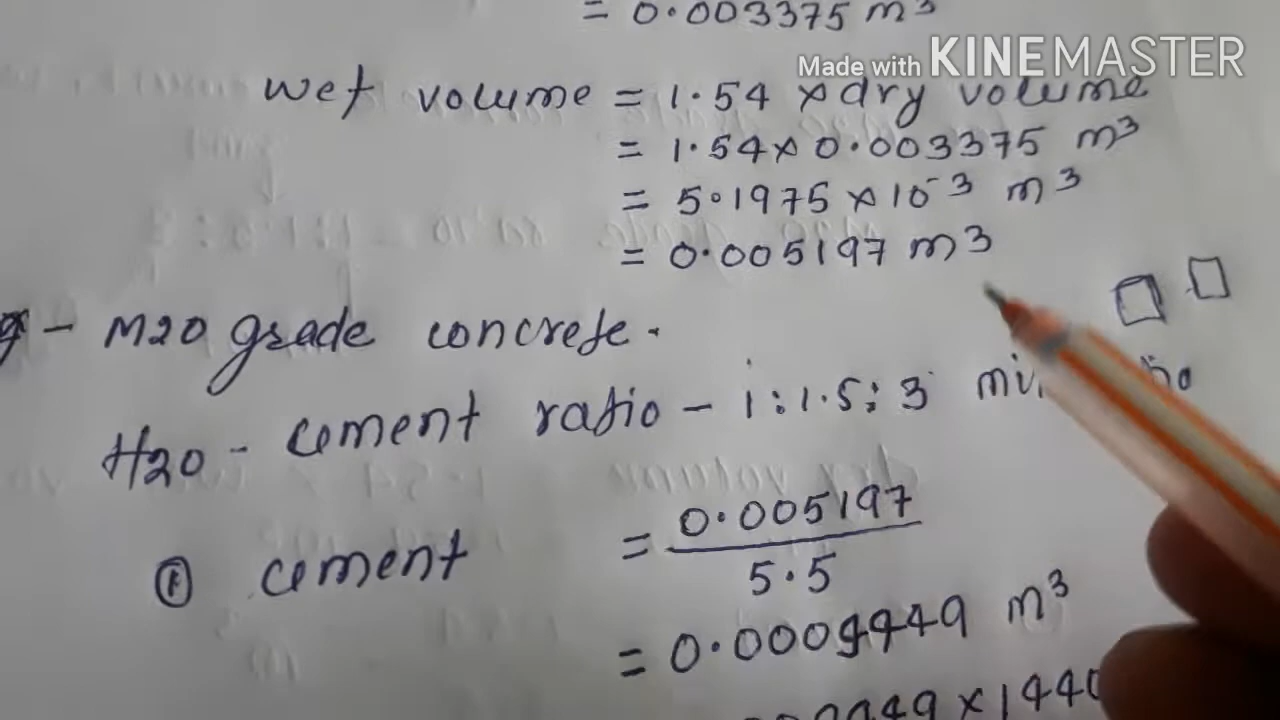 = 0.003375 m³
Made with KINEMASTER
wet volume = 1.54 × dry volume
= 1.54 × 0.003375 m³
= 5.1975 × 10⁻³ m³
= 0.005197 m³
- M20 grade concrete.
H20 - cement ratio - 1:1.5:3
① cement = 0.005197
5.5
= 0.0009449 m³
× 1440